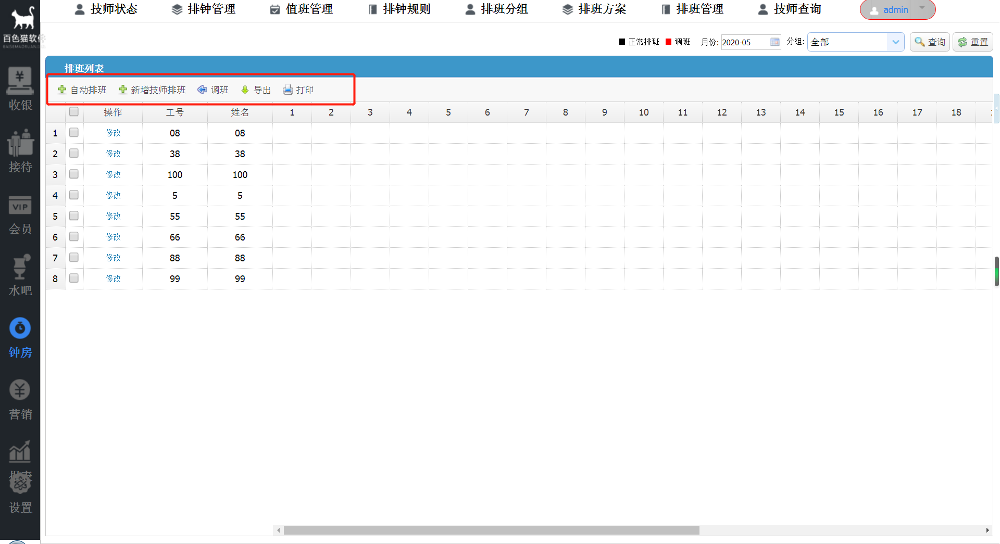 技师状态 排钟管理 值班管理 排钟规则 排班分组 排班方案 排班管理 技师查询 admin
百色猫软件
正常排班 调班 月份: 2020-05 分组: 全部 查询 重置
排班列表
自动排班 新增技师排班 调班 导出 打印
操作 工号 姓名 1 2 3 4 5 6 7 8 9 10 11 12 13 14 15 16 17 18
1 修改 08 08
2 修改 38 38
3 修改 100 100
4 修改 5 5
5 修改 55 55
6 修改 66 66
7 修改 88 88
8 修改 99 99
收银
接待
VIP
会员
水吧
钟房
营销
报表
设置